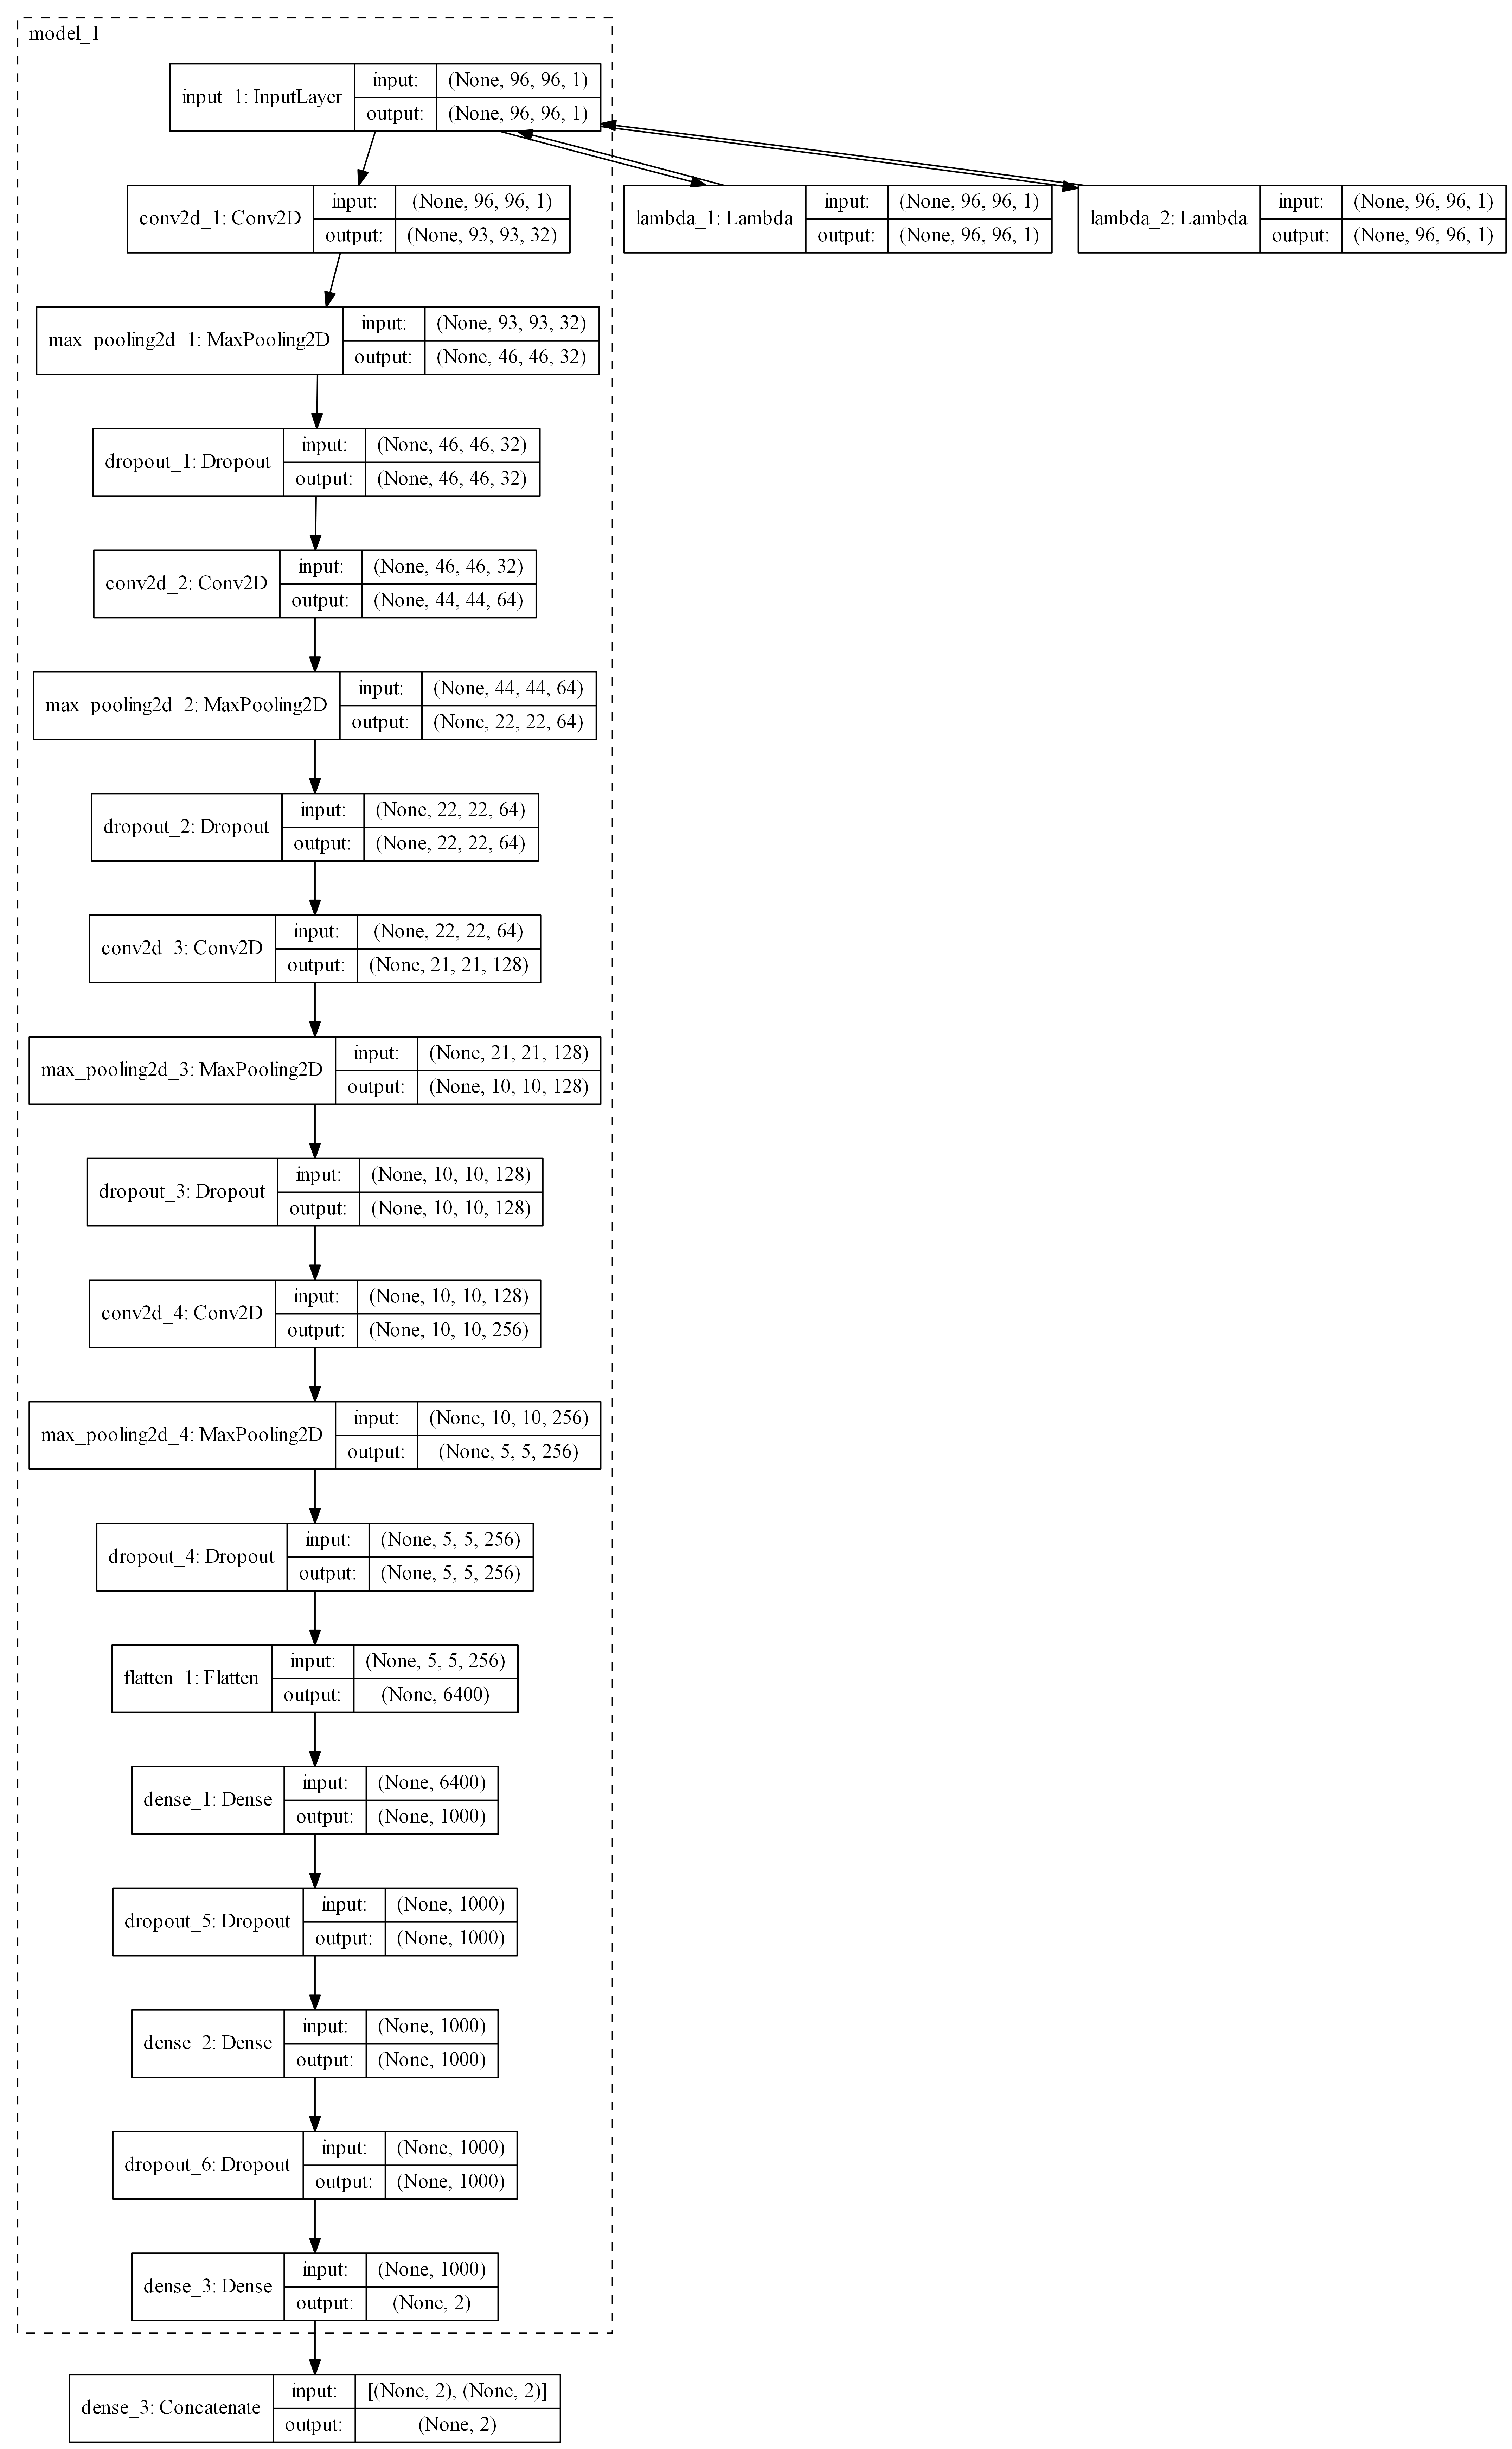 model_1
input_1: InputLayer
input: (None, 96, 96, 1)
output: (None, 96, 96, 1)
conv2d_1: Conv2D
input: (None, 96, 96, 1)
output: (None, 93, 93, 32)
lambda_1: Lambda
input: (None, 96, 96, 1)
output: (None, 96, 96, 1)
lambda_2: Lambda
input: (None, 96, 96, 1)
output: (None, 96, 96, 1)
max_pooling2d_1: MaxPooling2D
input: (None, 93, 93, 32)
output: (None, 46, 46, 32)
dropout_1: Dropout
input: (None, 46, 46, 32)
output: (None, 46, 46, 32)
conv2d_2: Conv2D
input: (None, 46, 46, 32)
output: (None, 44, 44, 64)
max_pooling2d_2: MaxPooling2D
input: (None, 44, 44, 64)
output: (None, 22, 22, 64)
dropout_2: Dropout
input: (None, 22, 22, 64)
output: (None, 22, 22, 64)
conv2d_3: Conv2D
input: (None, 22, 22, 64)
output: (None, 21, 21, 128)
max_pooling2d_3: MaxPooling2D
input: (None, 21, 21, 128)
output: (None, 10, 10, 128)
dropout_3: Dropout
input: (None, 10, 10, 128)
output: (None, 10, 10, 128)
conv2d_4: Conv2D
input: (None, 10, 10, 128)
output: (None, 10, 10, 256)
max_pooling2d_4: MaxPooling2D
input: (None, 10, 10, 256)
output: (None, 5, 5, 256)
dropout_4: Dropout
input: (None, 5, 5, 256)
output: (None, 5, 5, 256)
flatten_1: Flatten
input: (None, 5, 5, 256)
output: (None, 6400)
dense_1: Dense
input: (None, 6400)
output: (None, 1000)
dropout_5: Dropout
input: (None, 1000)
output: (None, 1000)
dense_2: Dense
input: (None, 1000)
output: (None, 1000)
dropout_6: Dropout
input: (None, 1000)
output: (None, 1000)
dense_3: Dense
input: (None, 1000)
output: (None, 2)
dense_3: Concatenate
input: [(None, 2), (None, 2)]
output: (None, 2)